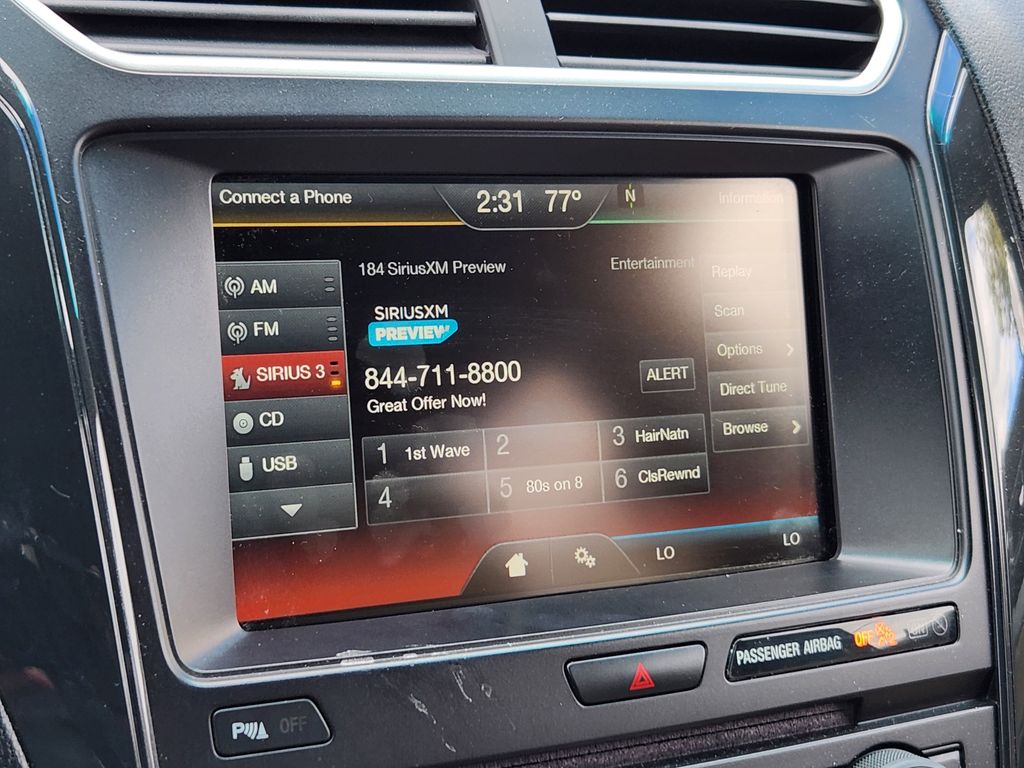 Connect a Phone
2:31 77°
N
Information
184 SiriusXM Preview
Entertainment
AM
FM
SIRIUS 3
CD
USB
SIRIUSXM
PREVIEW
844-711-8800
Great Offer Now!
ALERT
Replay
Scan
Options
Direct Tune
Browse
1 1st Wave
2
3 HairNatn
4
5 80s on 8
6 ClsRewnd
LO
LO
PASSENGER AIRBAG OFF ON
P OFF